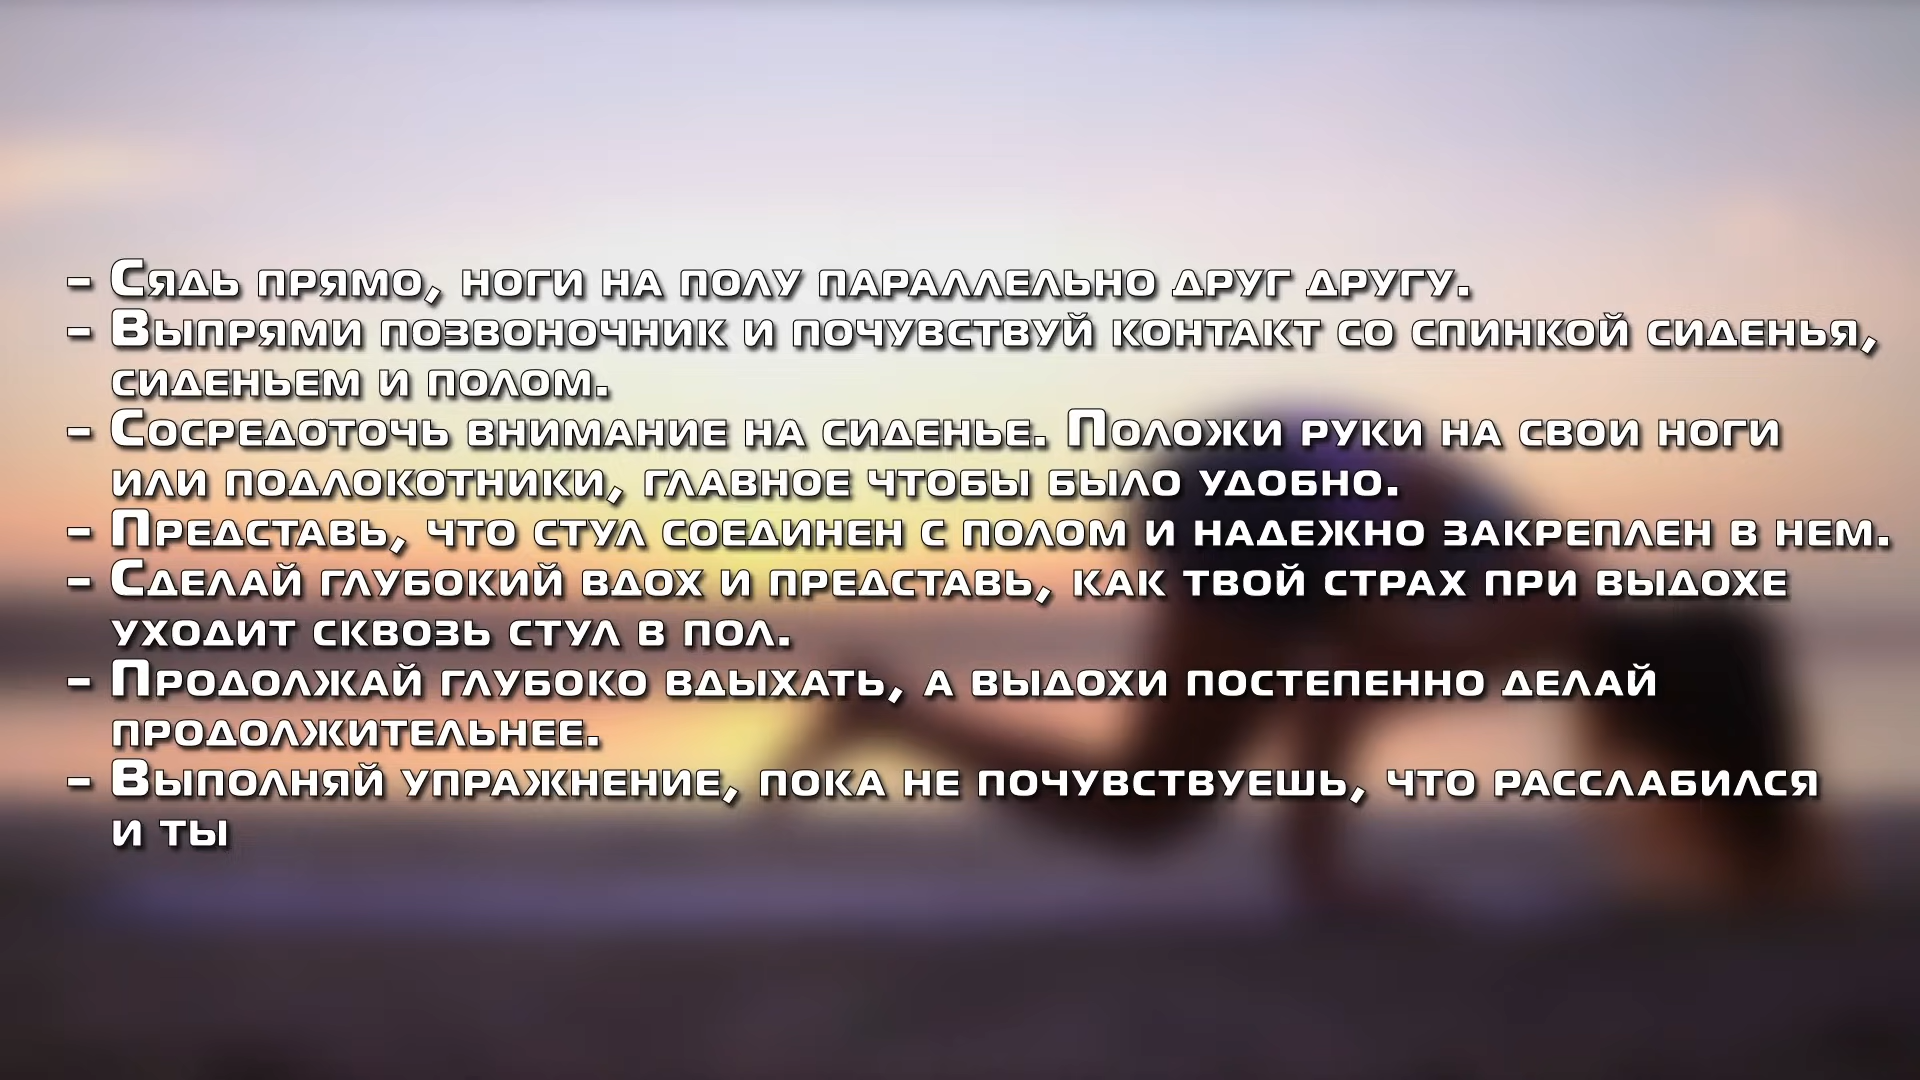 - Сядь прямо, ноги на полу параллельно друг другу.
- Выпрями позвоночник и почувствуй контакт со спинкой сиденья,
сиденьем и полом.
- Сосредоточь внимание на сиденье. Положи руки на свои ноги
или подлокотники, главное чтобы было удобно.
- Представь, что стул соединен с полом и надежно закреплен в нем.
- Сделай глубокий вдох и представь, как твой страх при выдохе
уходит сквозь стул в пол.
- Продолжай глубоко вдыхать, а выдохи постепенно делай
продолжительнее.
- Выполняй упражнение, пока не почувствуешь, что расслабился
и ты